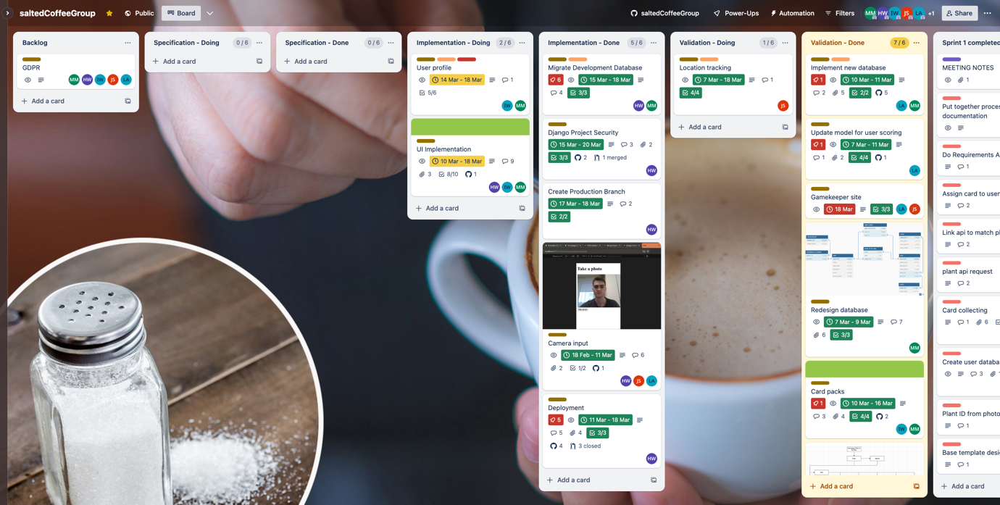 saltedCoffeeGroup Public Board saltedCoffeeGroup Power-Ups Automation Filters MM HW IW JS LA +1 Share
Backlog
GDPR
MM HW IW JS LA
Add a card
Specification - Doing 0 / 6
Add a card
Specification - Done 0 / 6
Add a card
Implementation - Doing 2 / 6
User profile
14 Mar - 18 Mar 1
5/6
IW MM
UI Implementation
10 Mar - 18 Mar 9
3 8/10 1
HW IW MM
Add a card
Implementation - Done 5 / 6
Migrate Development Database
6 15 Mar - 18 Mar
4 3/3
HW MM
Django Project Security
15 Mar - 20 Mar 3 2
3/3 2 1 merged
HW
Create Production Branch
17 Mar - 18 Mar 2
2/2
HW
Take a photo
Camera input
18 Feb - 11 Mar 6
2 1/2 1
HW JS LA
Deployment
5 11 Mar - 18 Mar
5 4 3/3
4 3 closed
HW
Add a card
Validation - Doing 1 / 6
Location tracking
7 Mar - 18 Mar 1
4/4
JS
Add a card
Validation - Done 7 / 6
Implement new database
1 10 Mar - 11 Mar
2 5 2/2 5
LA MM
Update model for user scoring
1 7 Mar - 11 Mar
1 2 4/4 1
LA
Gamekeeper site
18 Mar 3/3 LA JS
Redesign database
7 Mar - 9 Mar 7
6 3/3
MM
Card packs
1 10 Mar - 16 Mar
3 4 4/4 2
IW MM
Add a card
Sprint 1 completed
MEETING NOTES
1
Put together proces
documentation
Do Requirements A
1
Assign card to user
2
Link api to match pl
2
plant api request
2
Card collecting
1 6
Create user databa
3
Plant ID from photo
1
Base template desig
1
Add a card